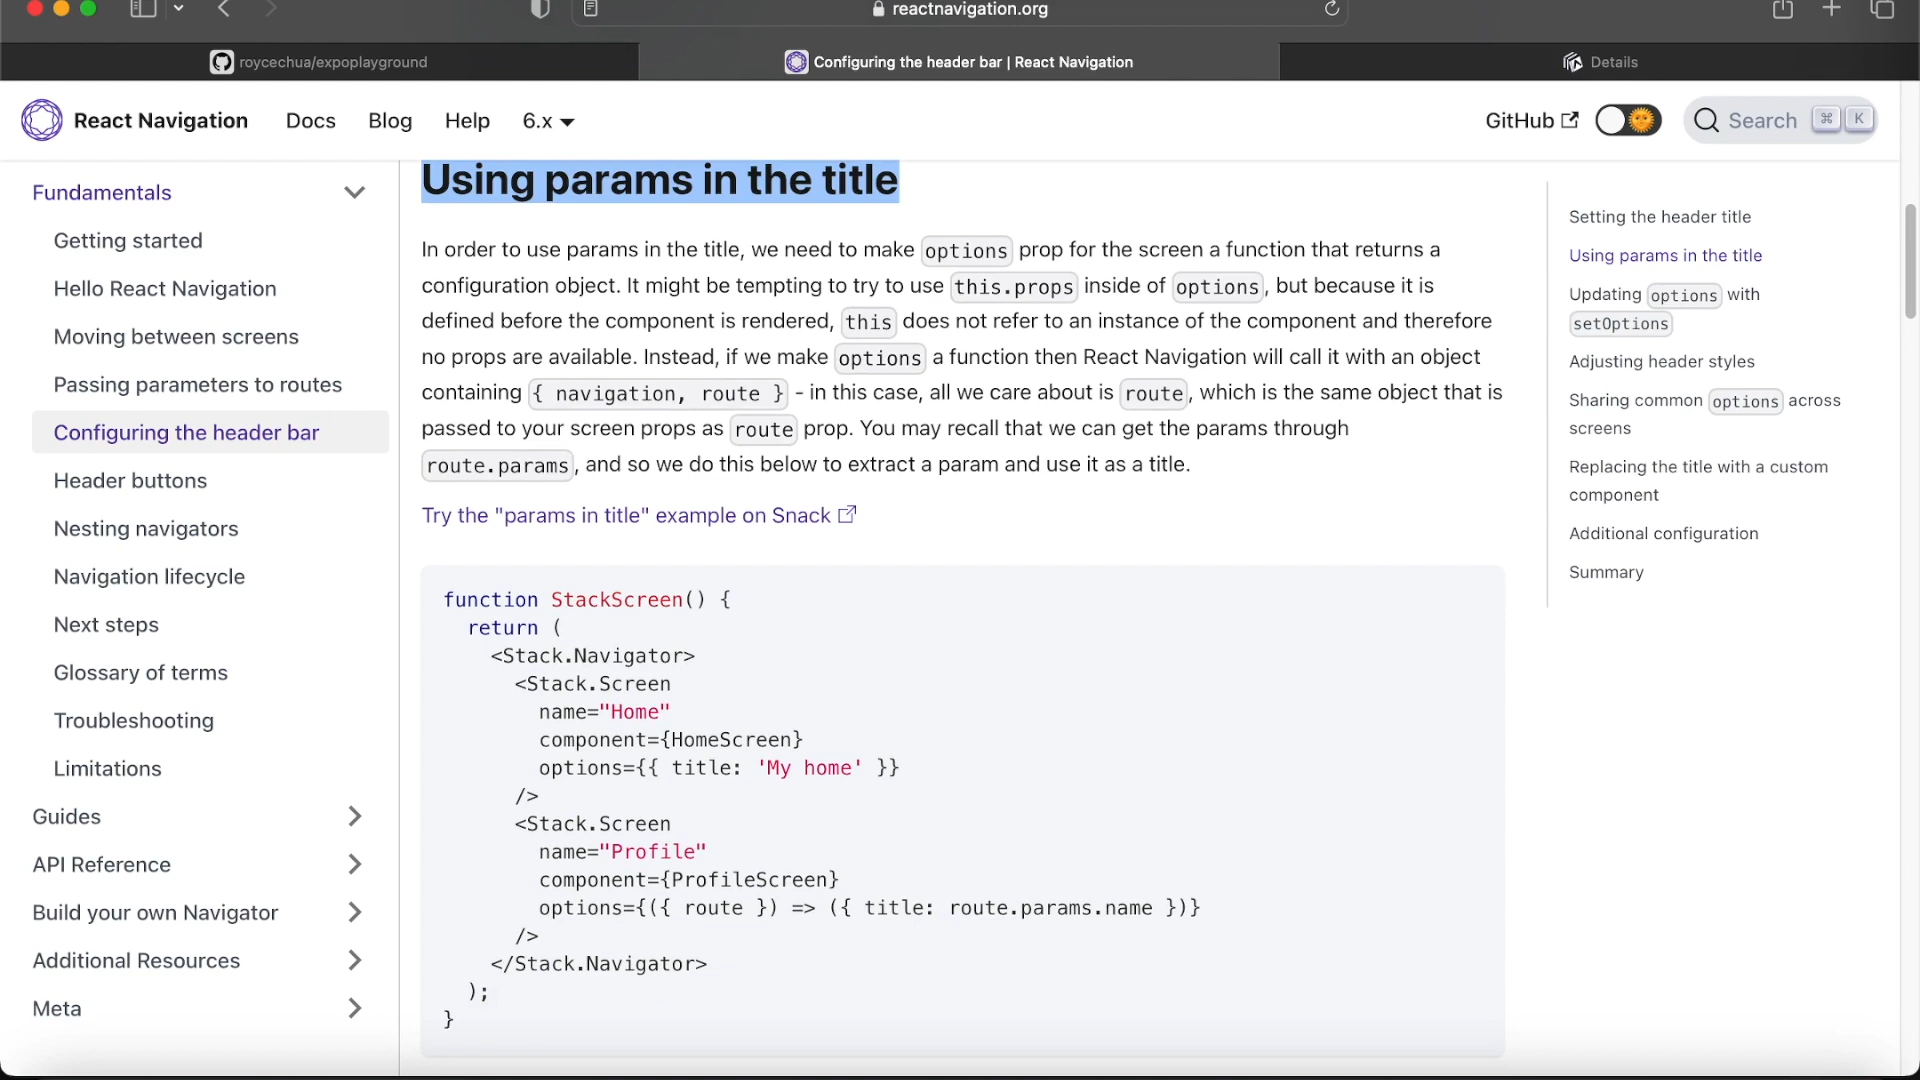 reactnavigation.org
roycechua/expoplayground
Configuring the header bar | React Navigation
Details
React Navigation
Docs
Blog
Help
6.x
GitHub
Search
⌘
K
Fundamentals
Getting started
Hello React Navigation
Moving between screens
Passing parameters to routes
Configuring the header bar
Header buttons
Nesting navigators
Navigation lifecycle
Next steps
Glossary of terms
Troubleshooting
Limitations
Guides
API Reference
Build your own Navigator
Additional Resources
Meta
Using params in the title
In order to use params in the title, we need to make options prop for the screen a function that returns a
configuration object. It might be tempting to try to use this.props inside of options, but because it is
defined before the component is rendered, this does not refer to an instance of the component and therefore
no props are available. Instead, if we make options a function then React Navigation will call it with an object
containing { navigation, route } - in this case, all we care about is route, which is the same object that is
passed to your screen props as route prop. You may recall that we can get the params through
route.params, and so we do this below to extract a param and use it as a title.
Try the "params in title" example on Snack
function StackScreen() {
  return (
    <Stack.Navigator>
      <Stack.Screen
        name="Home"
        component={HomeScreen}
        options={{ title: 'My home' }}
      />
      <Stack.Screen
        name="Profile"
        component={ProfileScreen}
        options={({ route }) => ({ title: route.params.name })}
      />
    </Stack.Navigator>
  );
}
Setting the header title
Using params in the title
Updating options with
setOptions
Adjusting header styles
Sharing common options across
screens
Replacing the title with a custom
component
Additional configuration
Summary